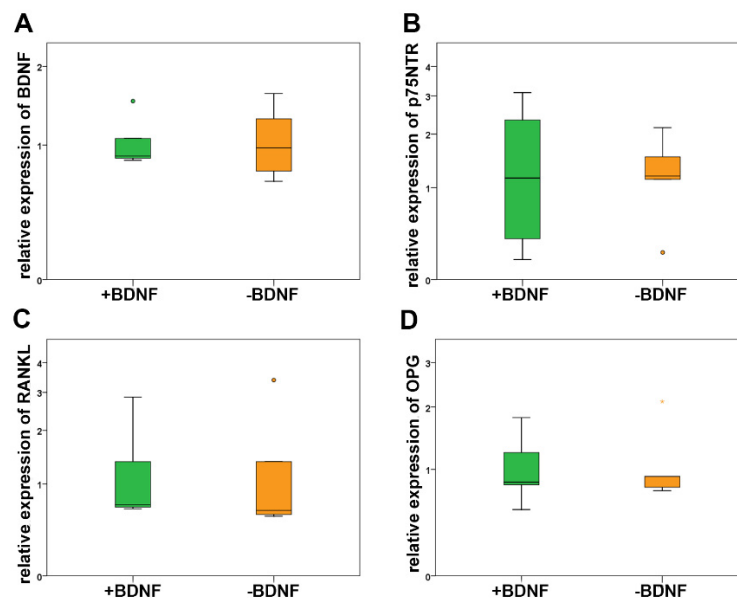 A
relative expression of BDNF
2
1
0
+BDNF
-BDNF
B
relative expression of p75NTR
4
3
2
1
0
+BDNF
-BDNF
C
relative expression of RANKL
4
3
2
1
0
+BDNF
-BDNF
D
relative expression of OPG
3
2
1
0
+BDNF
-BDNF